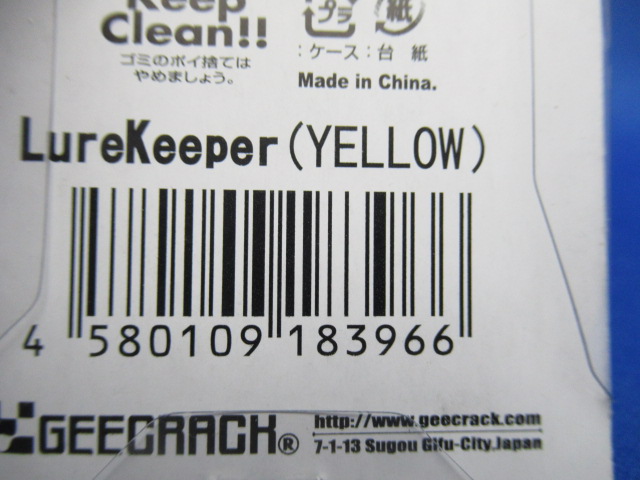 Keep
Clean!!
ゴミのポイ捨ては
やめましょう。
プラ 紙
:ケース :台 紙
Made in China.
LureKeeper(YELLOW)
4 580109 183966
GEECRACK®
http://www.geecrack.com/
7-1-13 Sugou Gifu-City.Japan